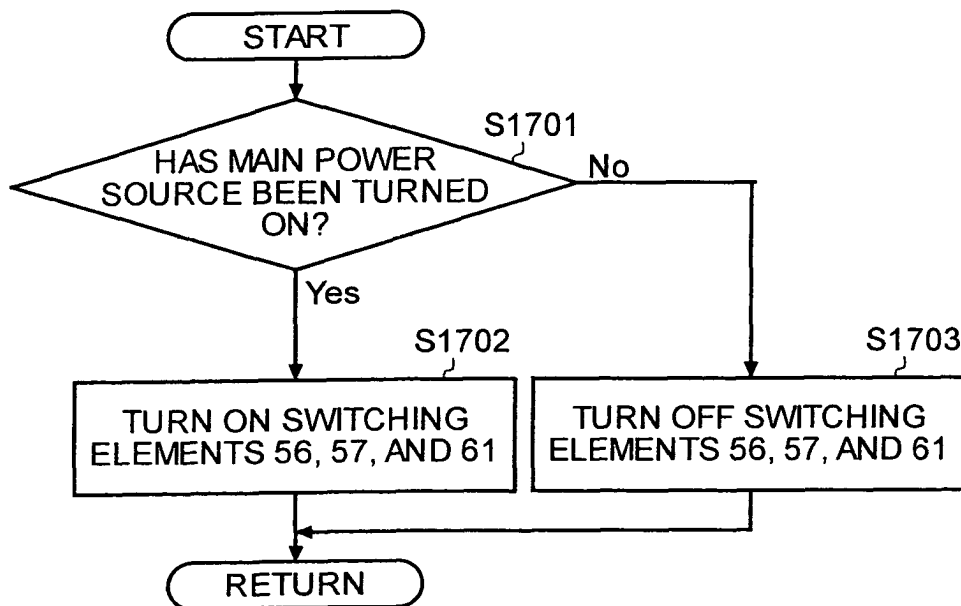 START
S1701
HAS MAIN POWER
SOURCE BEEN TURNED
ON?
No
Yes
S1702
S1703
TURN ON SWITCHING
ELEMENTS 56, 57, AND 61
TURN OFF SWITCHING
ELEMENTS 56, 57, AND 61
RETURN